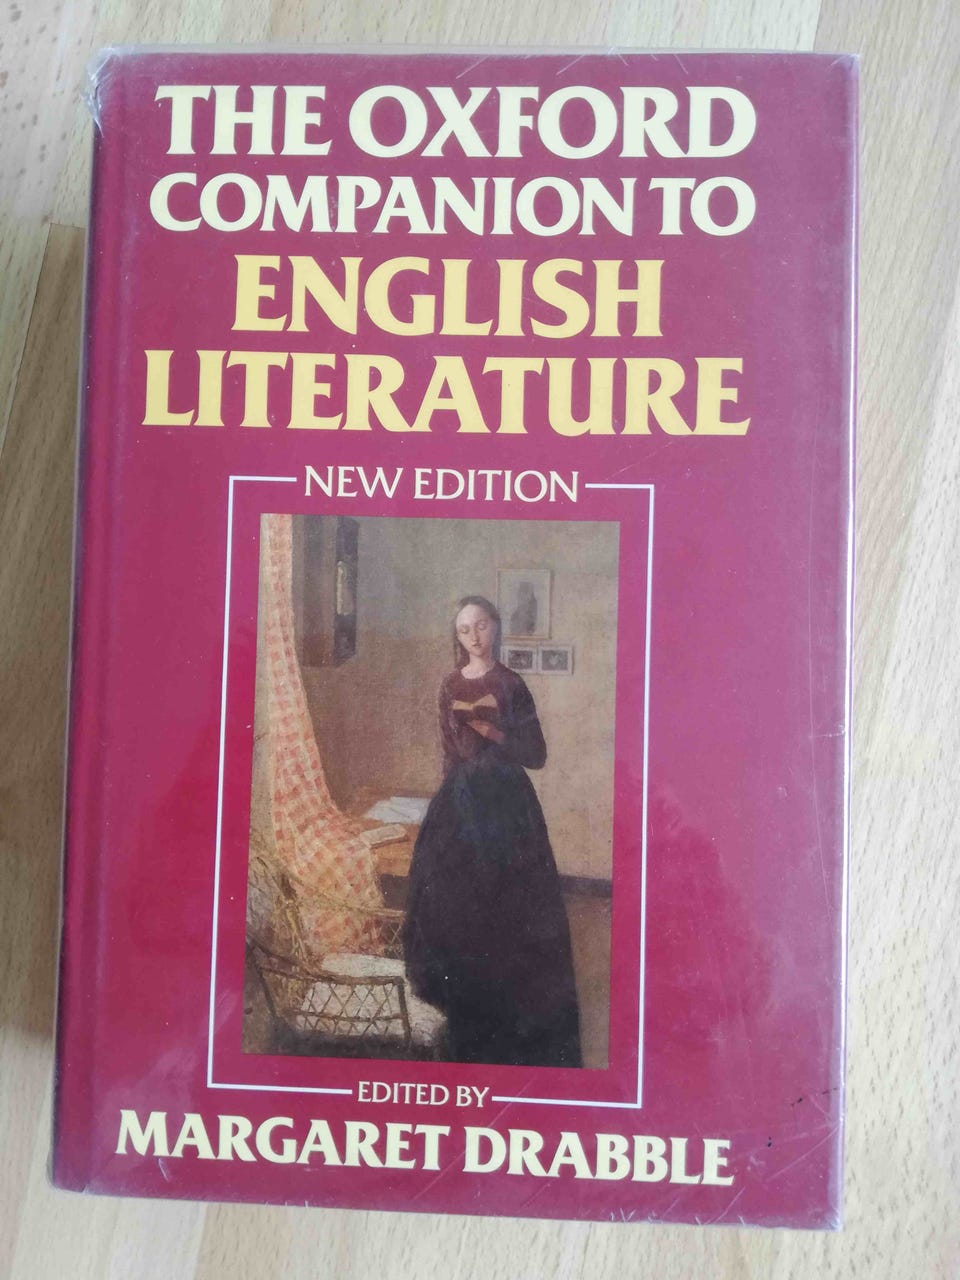 THE OXFORD
COMPANION TO
ENGLISH
LITERATURE
NEW EDITION
EDITED BY
MARGARET DRABBLE